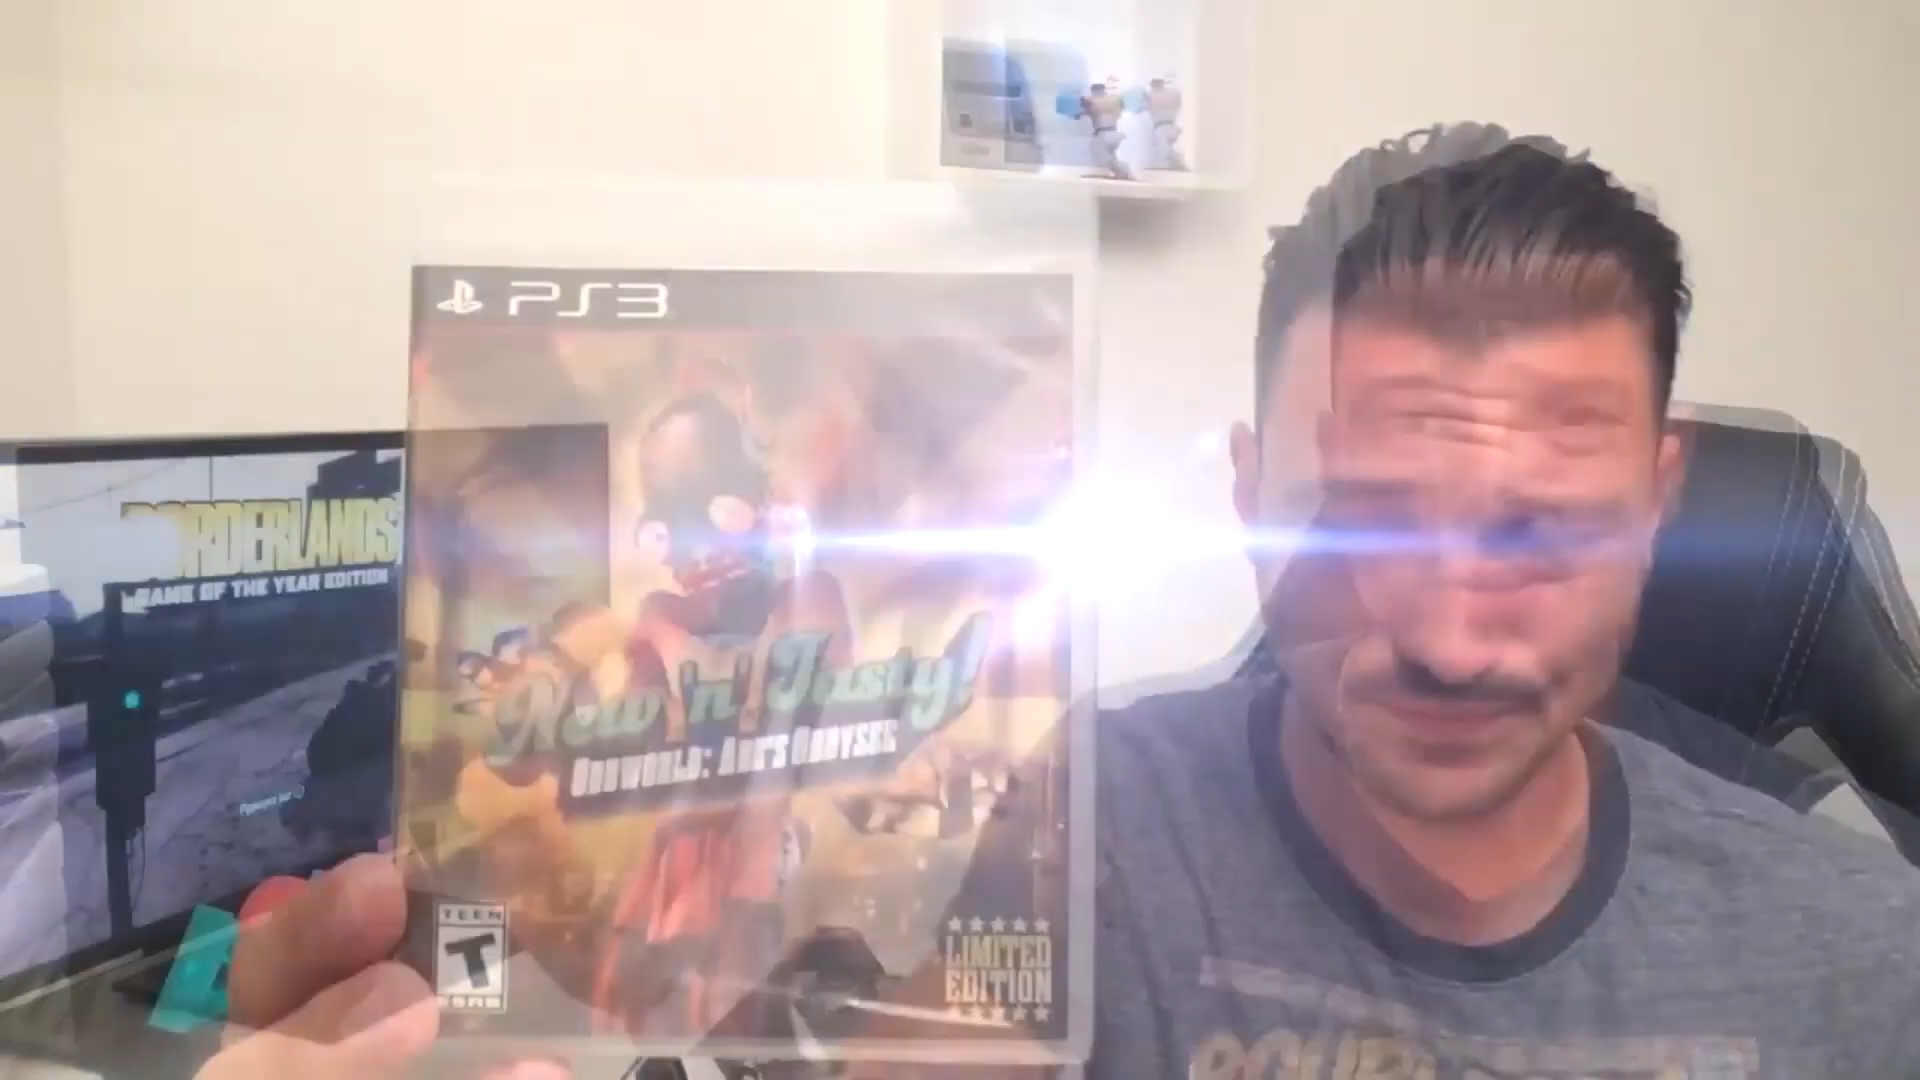 PS3
BORDERLANDS
GAME OF THE YEAR EDITION
New 'n' Tasty!
ODDWORLD: ABE'S ODDYSEE
TEEN
T
ESRB
LIMITED
EDITION